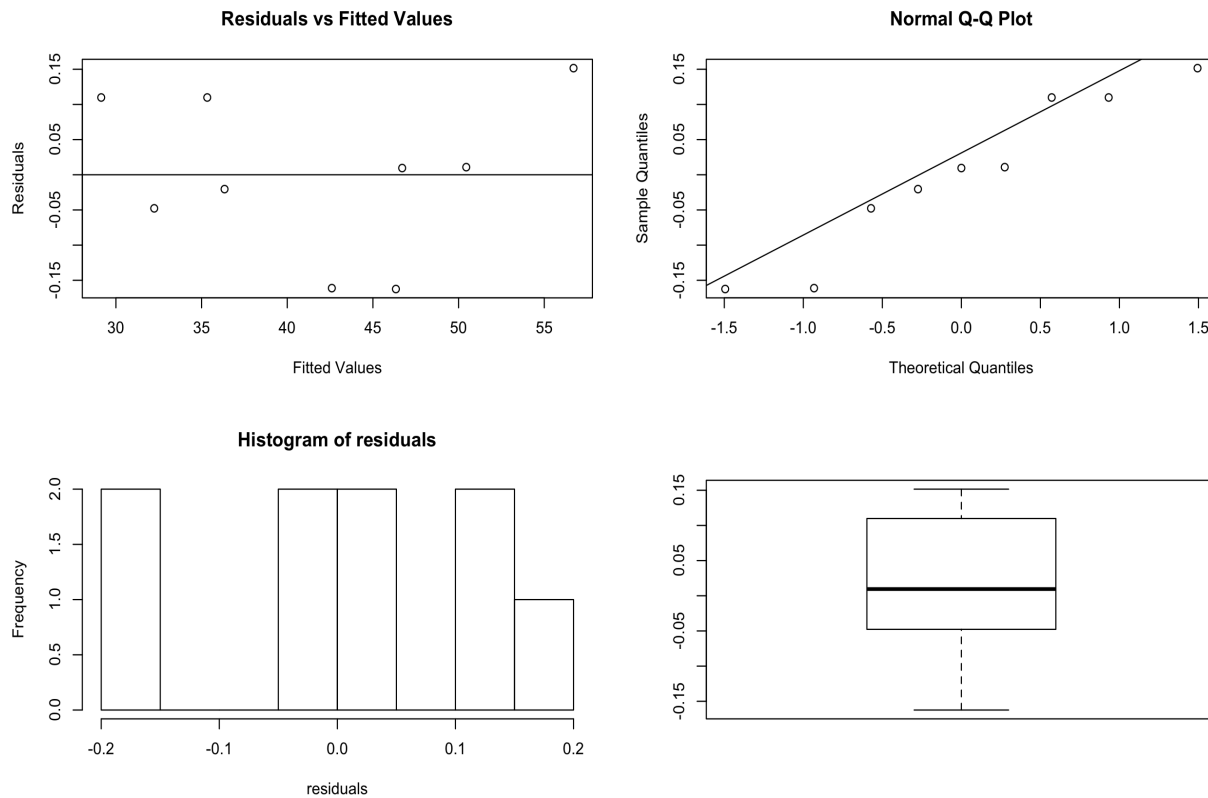 Residuals vs Fitted Values
Residuals
-0.15 -0.05 0.05 0.15
30 35 40 45 50 55
Fitted Values
Normal Q-Q Plot
Sample Quantiles
-0.15 -0.05 0.05 0.15
-1.5 -1.0 -0.5 0.0 0.5 1.0 1.5
Theoretical Quantiles
Histogram of residuals
Frequency
0.0 0.5 1.0 1.5 2.0
-0.2 -0.1 0.0 0.1 0.2
residuals
-0.15 -0.05 0.05 0.15